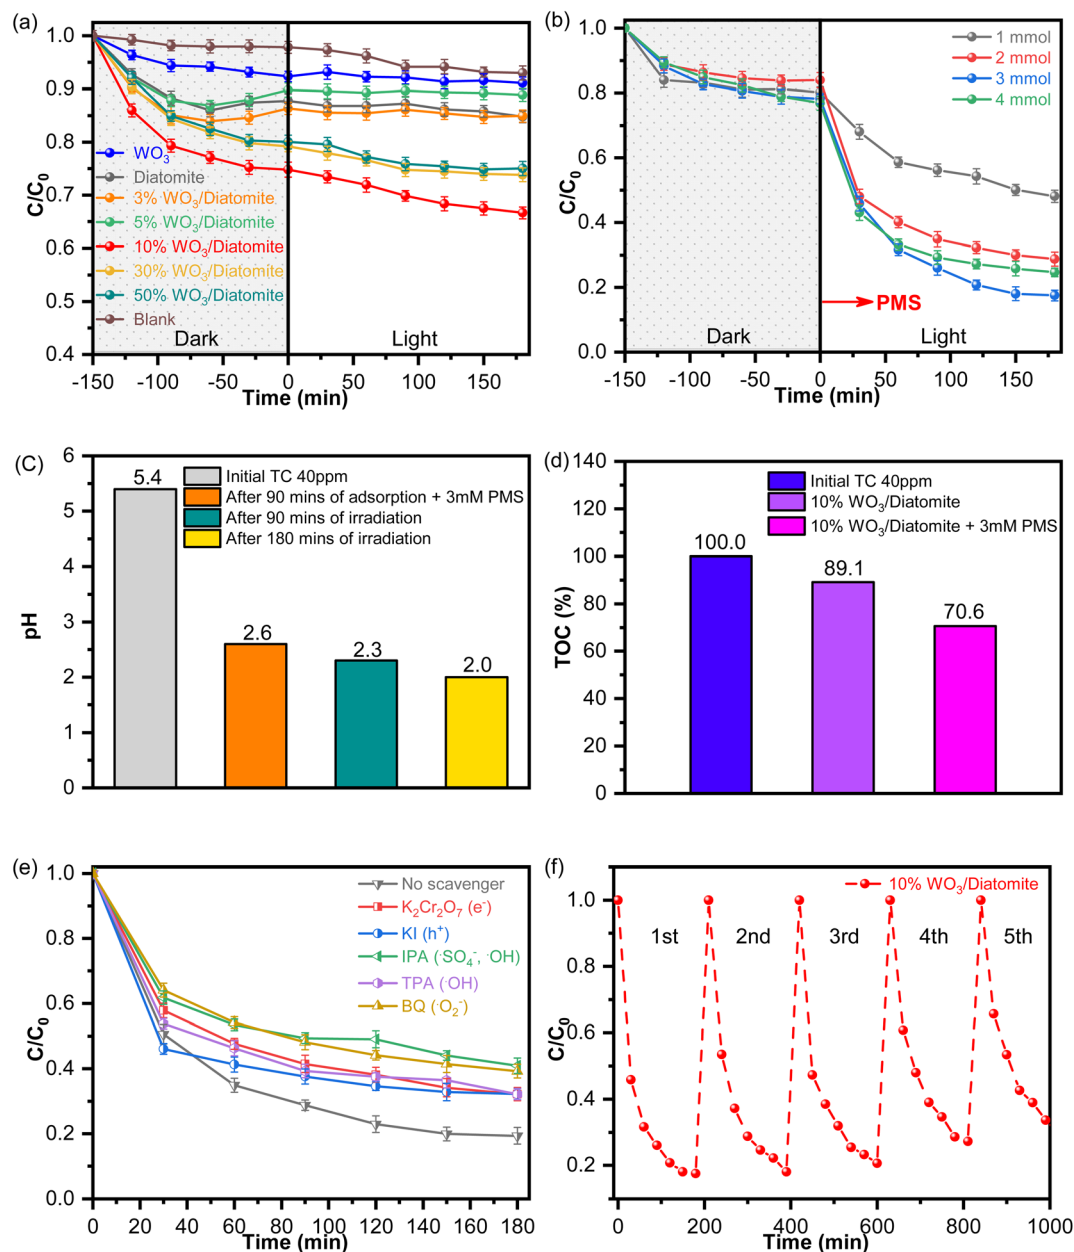 (a)
1.0
0.9
0.8
0.7
0.6
0.5
0.4
C/C₀
WO₃
Diatomite
3% WO₃/Diatomite
5% WO₃/Diatomite
10% WO₃/Diatomite
30% WO₃/Diatomite
50% WO₃/Diatomite
Blank
Dark
Light
-150 -100 -50 0 50 100 150
Time (min)
(b)
1.0
0.8
0.6
0.4
0.2
0.0
C/C₀
1 mmol
2 mmol
3 mmol
4 mmol
PMS
Dark
Light
-150 -100 -50 0 50 100 150
Time (min)
(C)
6
5
4
3
2
1
0
pH
Initial TC 40ppm
After 90 mins of adsorption + 3mM PMS
After 90 mins of irradiation
After 180 mins of irradiation
5.4
2.6
2.3
2.0
(d)
140
120
100
80
60
40
20
0
TOC (%)
Initial TC 40ppm
10% WO₃/Diatomite
10% WO₃/Diatomite + 3mM PMS
100.0
89.1
70.6
(e)
1.0
0.8
0.6
0.4
0.2
0.0
C/C₀
No scavenger
K₂Cr₂O₇ (e⁻)
KI (h⁺)
IPA (·SO₄⁻, ·OH)
TPA (·OH)
BQ (·O₂⁻)
0 20 40 60 80 100 120 140 160 180
Time (min)
(f)
1.0
0.8
0.6
0.4
0.2
C/C₀
10% WO₃/Diatomite
1st
2nd
3rd
4th
5th
0 200 400 600 800 1000
Time (min)